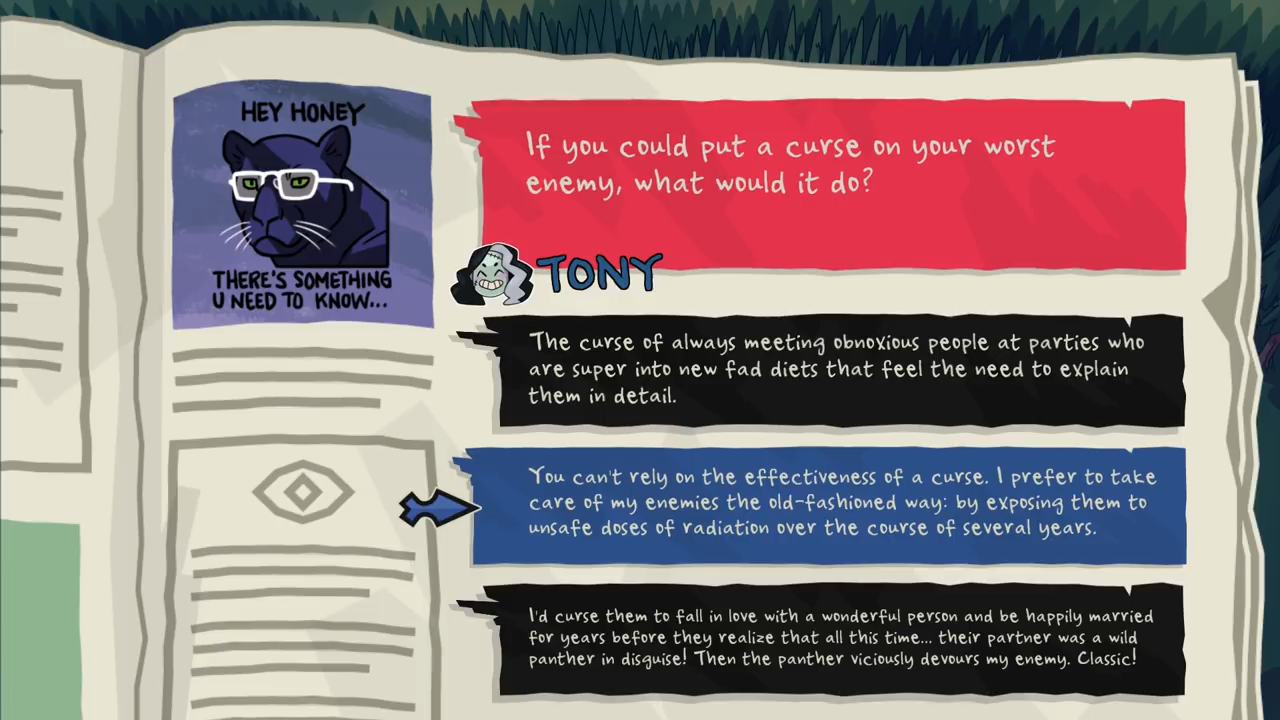 HEY HONEY
THERE'S SOMETHING
U NEED TO KNOW...
If you could put a curse on your worst
enemy, what would it do?
TONY
The curse of always meeting obnoxious people at parties who
are super into new fad diets that feel the need to explain
them in detail.
You can't rely on the effectiveness of a curse. I prefer to take
care of my enemies the old-fashioned way: by exposing them to
unsafe doses of radiation over the course of several years.
I'd curse them to fall in love with a wonderful person and be happily married
for years before they realize that all this time... their partner was a wild
panther in disguise! Then the panther viciously devours my enemy. Classic!